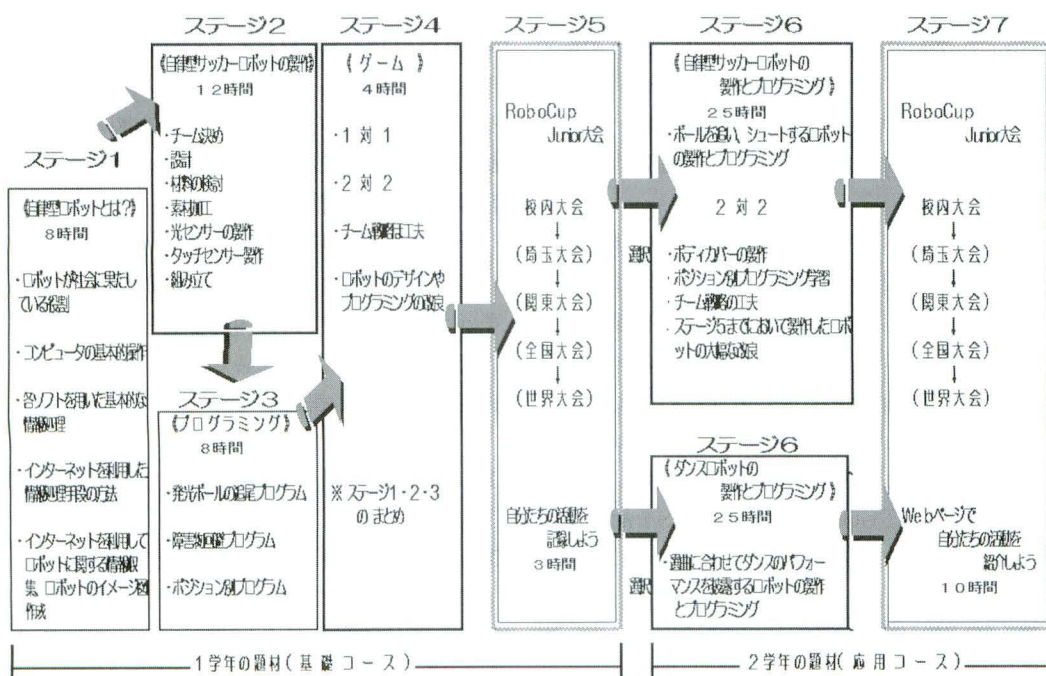 ステージ1
《自律型ロボットとは?》
8時間
・ロボットが社会に果たし
ている役割
・コンピュータの基本的操作
・各ソフトを用いた基本的な
情報処理
・インターネットを利用した
情報処理手段の方法
・インターネットを利用して
ロボットに関する情報収
集、ロボットのイメージ図
作成
ステージ2
《自律型サッカーロボットの製作》
12時間
・チーム決め
・設計
・材料の検討
・素材加工
・光センサーの製作
・タッチセンサー製作
・組み立て
ステージ3
《プログラミング》
8時間
・発光ボールの追尾プログラム
・障害物回避プログラム
・ポジション別プログラム
ステージ4
《ゲーム》
4時間
・1 対 1
・2 対 2
・チーム戦略は工夫
・ロボットのデザインや
プログラミングの改良
※ステージ1・2・3
の まとめ
ステージ5
RoboCup
Junior大会
校内大会
↓
(埼玉大会)
↓
(関東大会)
↓
(全国大会)
↓
(世界大会)
自分たちの活動を
記録しよう
3時間
ステージ6
《自律型サッカーロボットの
製作とプログラミング》
25時間
・ボールを追い、シュートするロボット
の製作とプログラミング
2 対 2
選択
・ボディカバーの製作
・ポジション別プログラミング学習
・チーム戦略の工夫
・ステージ5までにおいて製作したロボ
ットの大幅な改良
ステージ6
《ダンスロボットの
製作とプログラミング》
25時間
選択
・選曲に合わせてダンスのパフォー
マンスを披露するロボットの製作
とプログラミング
ステージ7
RoboCup
Junior大会
校内大会
↓
(埼玉大会)
↓
(関東大会)
↓
(全国大会)
↓
(世界大会)
Webページで
自分たちの活動を
紹介しよう
10時間
1学年の題材(基礎コース)
2学年の題材(応用コース)